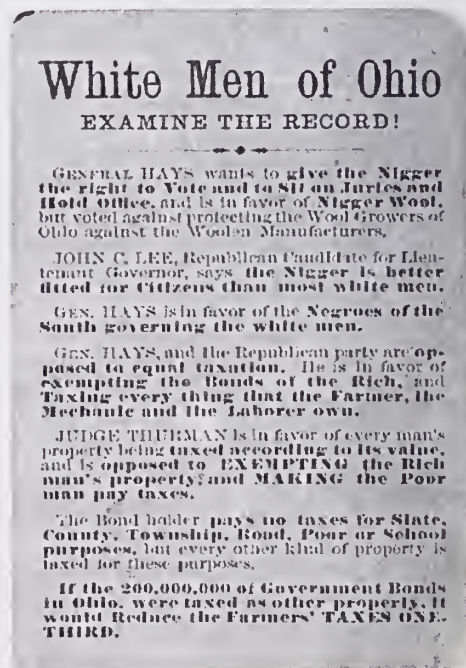 White Men of Ohio
EXAMINE THE RECORD!
GENERAL HAYS wants to give the Nigger
the right to Vote and to Sit on Juries and
Hold Office, and is in favor of Nigger Wool,
but voted against protecting the Wool Growers of
Ohio against the Woolen Manufacturers.
JOHN C. LEE, Republican Candidate for Lieu-
tenant Governor, says the Nigger is better
fitted for Citizens than most white men.
GEN. HAYS is in favor of the Negroes of the
South governing the white men.
GEN. HAYS, and the Republican party are op-
posed to equal taxation. He is in favor of
exempting the Bonds of the Rich, and
Taxing every thing that the Farmer, the
Mechanic and the Laborer own.
JUDGE THURMAN is in favor of every man's
property being taxed according to its value,
and is opposed to EXEMPTING the Rich
man's property, and MAKING the Poor
man pay taxes.
The Bond holder pays no taxes for State,
County, Township, Road, Poor or School
purposes, but every other kind of property is
taxed for these purposes.
If the 200,000,000 of Government Bonds
in Ohio, were taxed as other property, it
would Reduce the Farmers' TAXES ONE-
THIRD.